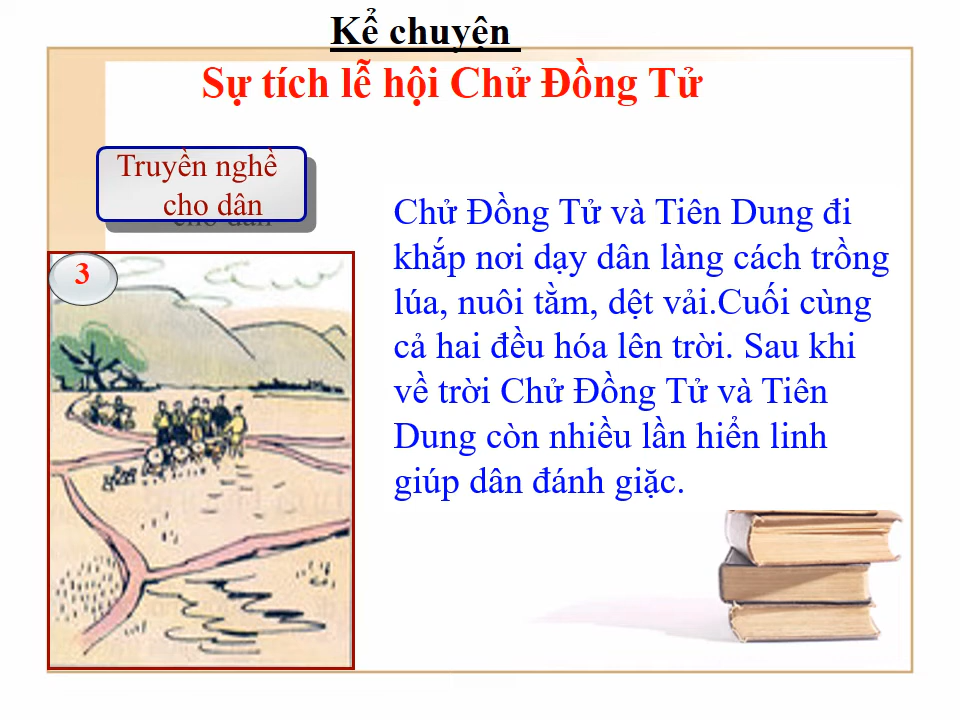 Kể chuyện
Sự tích lễ hội Chử Đồng Tử
Truyền nghề
cho dân
3
Chử Đồng Tử và Tiên Dung đi
khắp nơi dạy dân làng cách trồng
lúa, nuôi tằm, dệt vải.Cuối cùng
cả hai đều hóa lên trời. Sau khi
về trời Chử Đồng Tử và Tiên
Dung còn nhiều lần hiển linh
giúp dân đánh giặc.